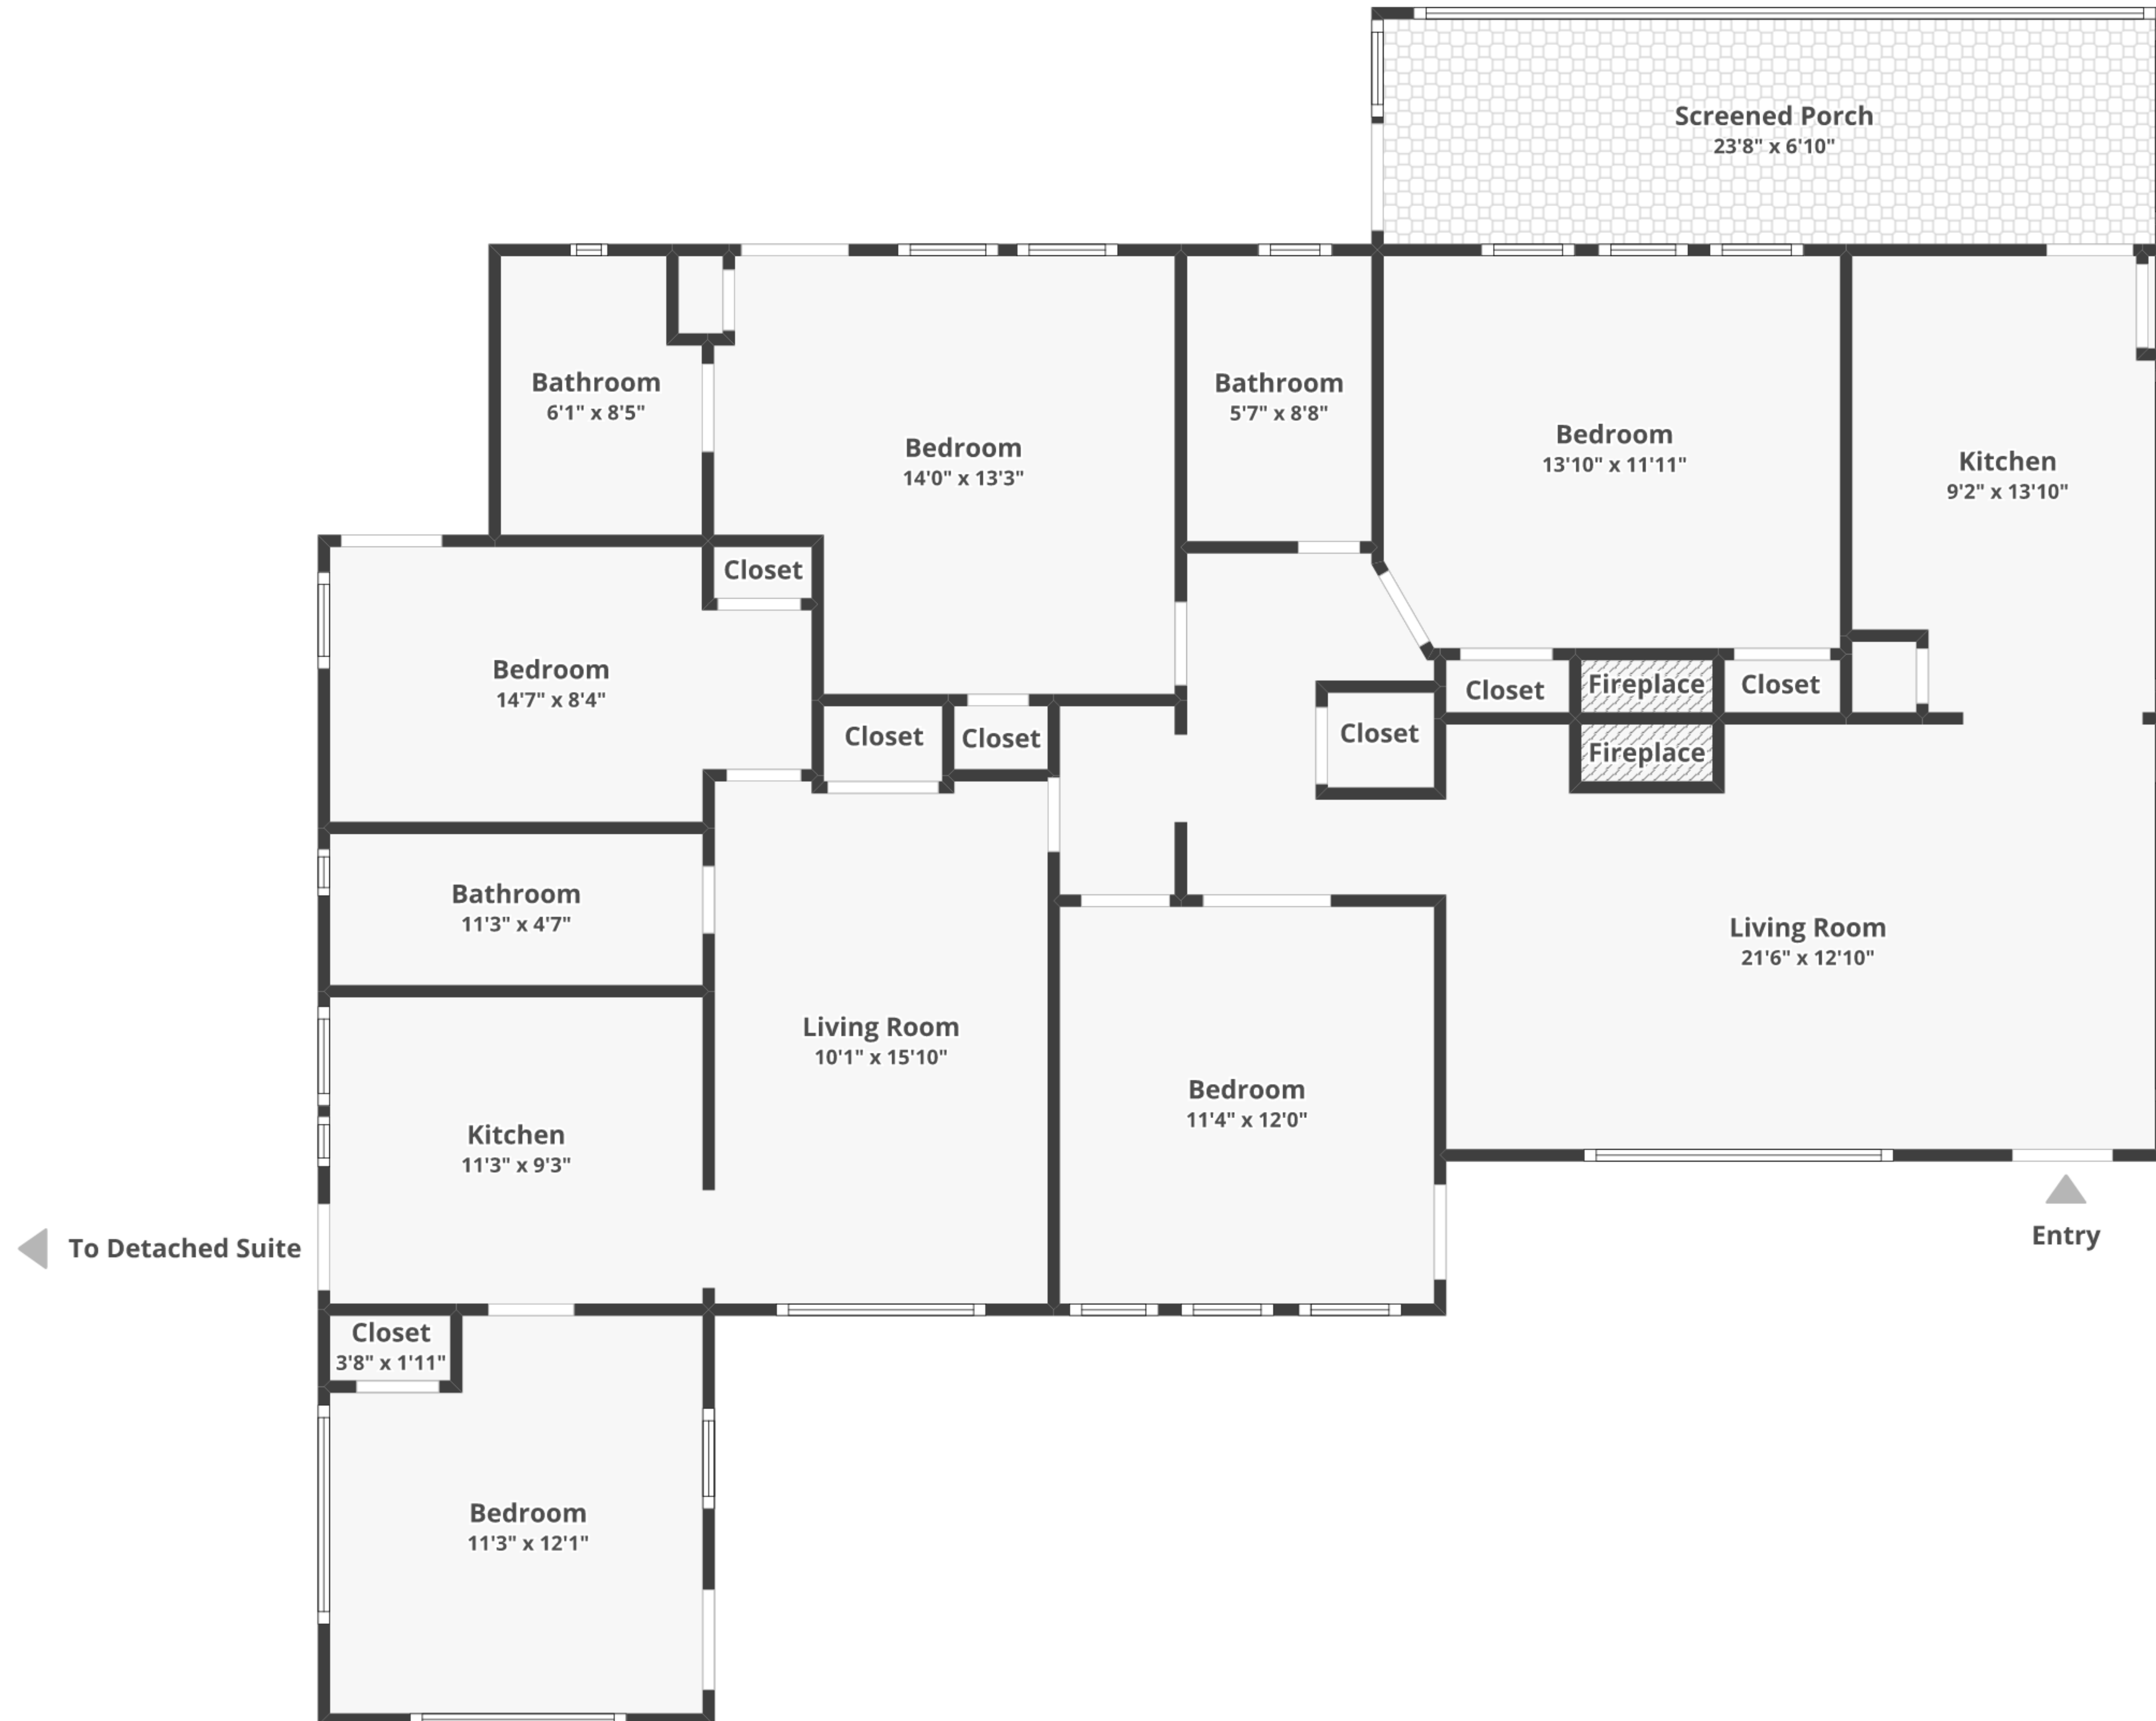 Screened Porch
23'8" x 6'10"
Bathroom
6'1" x 8'5"
Bedroom
14'0" x 13'3"
Bathroom
5'7" x 8'8"
Bedroom
13'10" x 11'11"
Kitchen
9'2" x 13'10"
Closet
Bedroom
14'7" x 8'4"
Closet
Closet
Closet
Closet
Fireplace
Closet
Fireplace
Bathroom
11'3" x 4'7"
Living Room
21'6" x 12'10"
Living Room
10'1" x 15'10"
Bedroom
11'4" x 12'0"
Kitchen
11'3" x 9'3"
To Detached Suite
Entry
Closet
3'8" x 1'11"
Bedroom
11'3" x 12'1"